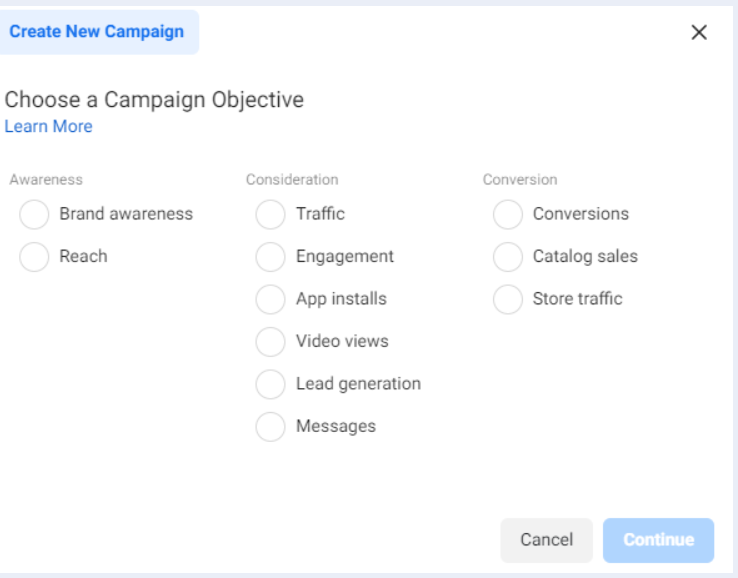 Create New Campaign
Choose a Campaign Objective
Learn More
Awareness
Brand awareness
Reach
Consideration
Traffic
Engagement
App installs
Video views
Lead generation
Messages
Conversion
Conversions
Catalog sales
Store traffic
Cancel
Continue